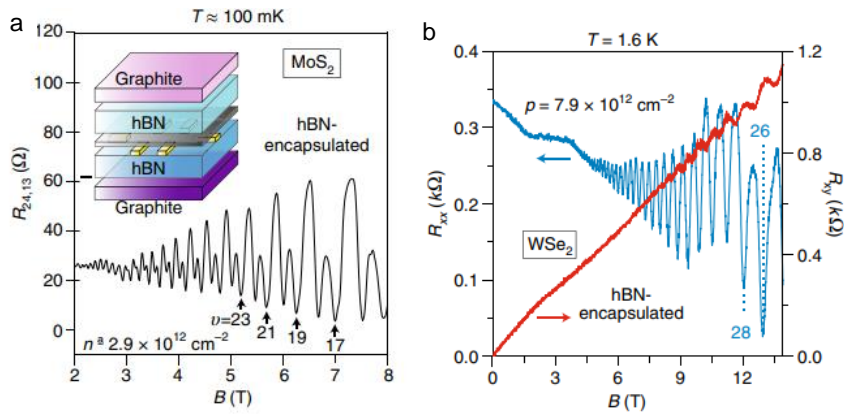 a
T ≈ 100 mK
120
100
80
60
40
20
0
R24,13 (Ω)
Graphite
hBN
hBN
Graphite
MoS2
hBN-
encapsulated
υ=23
21
19
17
n ª 2.9 × 10¹² cm⁻²
2
3
4
5
6
7
8
B (T)
b
T = 1.6 K
0.4
0.3
0.2
0.1
0.0
Rxx (kΩ)
p = 7.9 × 10¹² cm⁻²
26
WSe2
hBN-
encapsulated
28
1.2
0.8
0.4
0.0
Rxy (kΩ)
0
3
6
9
12
B (T)